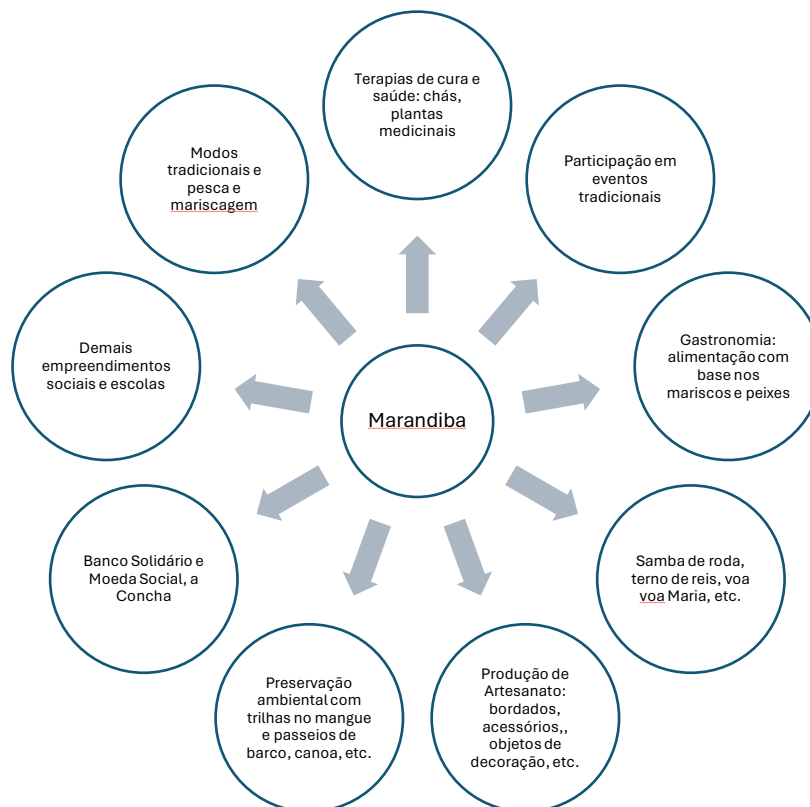 Terapias de cura e
saúde: chás,
plantas
medicinais
Participação em
eventos
tradicionais
Gastronomia:
alimentação com
base nos
mariscos e peixes
Samba de roda,
terno de reis, voa
voa Maria, etc.
Produção de
Artesanato:
bordados,
acessórios,,
objetos de
decoração, etc.
Preservação
ambiental com
trilhas no mangue
e passeios de
barco, canoa, etc.
Banco Solidário e
Moeda Social, a
Concha
Demais
empreendimentos
sociais e escolas
Modos
tradicionais e
pesca e
mariscagem
Marandiba